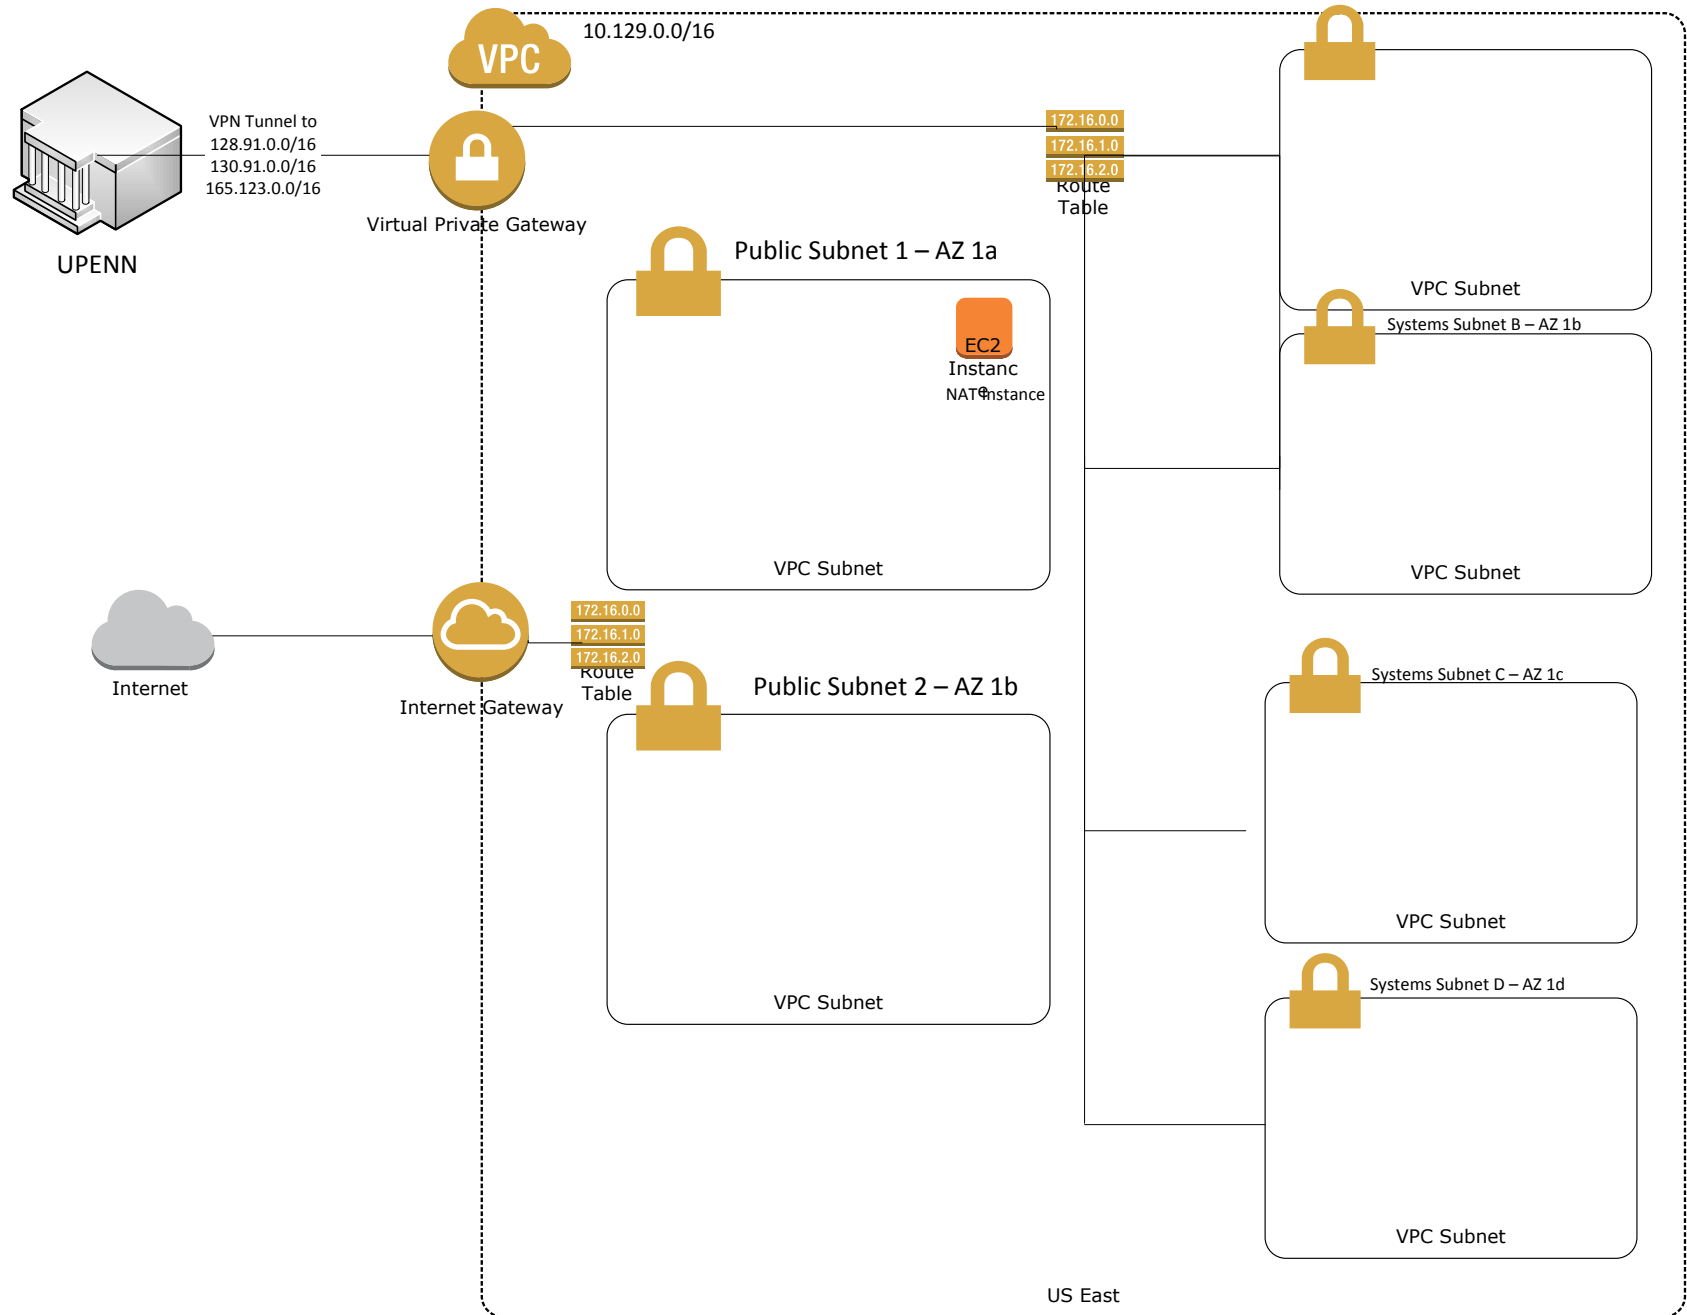 10.129.0.0/16
VPC
VPN Tunnel to
128.91.0.0/16
130.91.0.0/16
165.123.0.0/16
UPENN
Virtual Private Gateway
172.16.0.0
172.16.1.0
172.16.2.0
Route
Table
VPC Subnet
Public Subnet 1 – AZ 1a
EC2
Instanc
e
NAT Instance
VPC Subnet
Systems Subnet B – AZ 1b
VPC Subnet
Internet
Internet Gateway
172.16.0.0
172.16.1.0
172.16.2.0
Route
Table
Public Subnet 2 – AZ 1b
VPC Subnet
Systems Subnet C – AZ 1c
VPC Subnet
Systems Subnet D – AZ 1d
VPC Subnet
US East